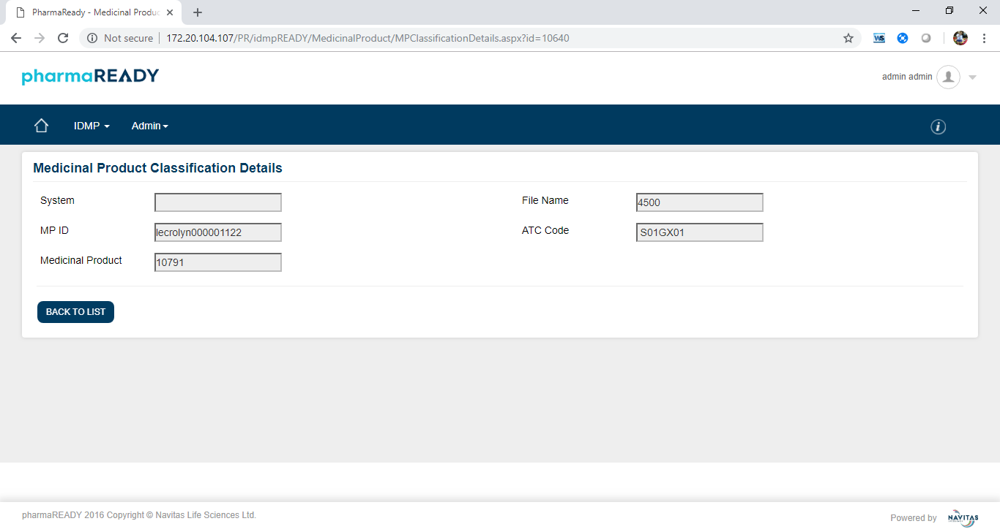 PharmaReady - Medicinal Produc
Not secure
172.20.104.107/PR/idmpREADY/MedicinalProduct/MPClassificationDetails.aspx?id=10640
WS
pharmaREADY
admin admin
IDMP
Admin
i
Medicinal Product Classification Details
System
File Name
4500
MP ID
lecrolyn000001122
ATC Code
S01GX01
Medicinal Product
10791
BACK TO LIST
pharmaREADY 2016 Copyright © Navitas Life Sciences Ltd.
Powered by
NAVITAS